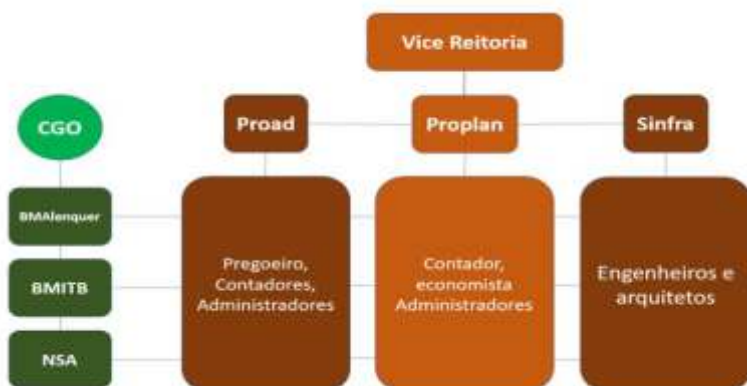 Vice Reitoria
CGO
Proad
Proplan
Sinfra
BMAlenquer
BMITB
NSA
Pregoeiro,
Contadores,
Administradores
Contador,
economista
Administradores
Engenheiros e
arquitetos